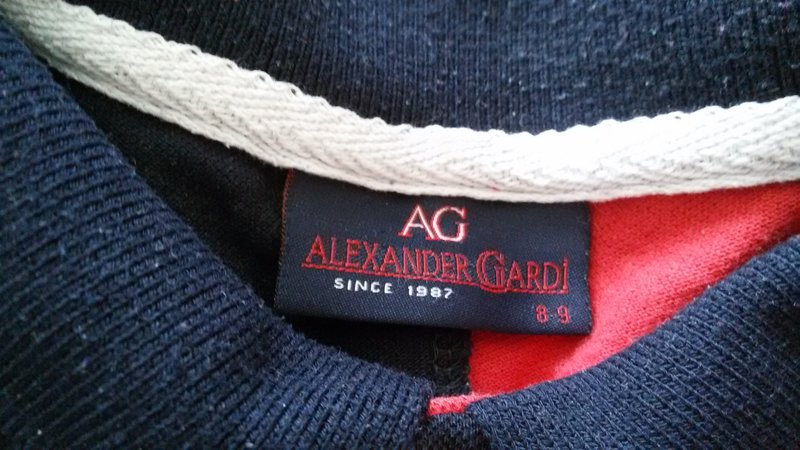 AG
ALEXANDER GARDİ
SINCE 1987
8-9